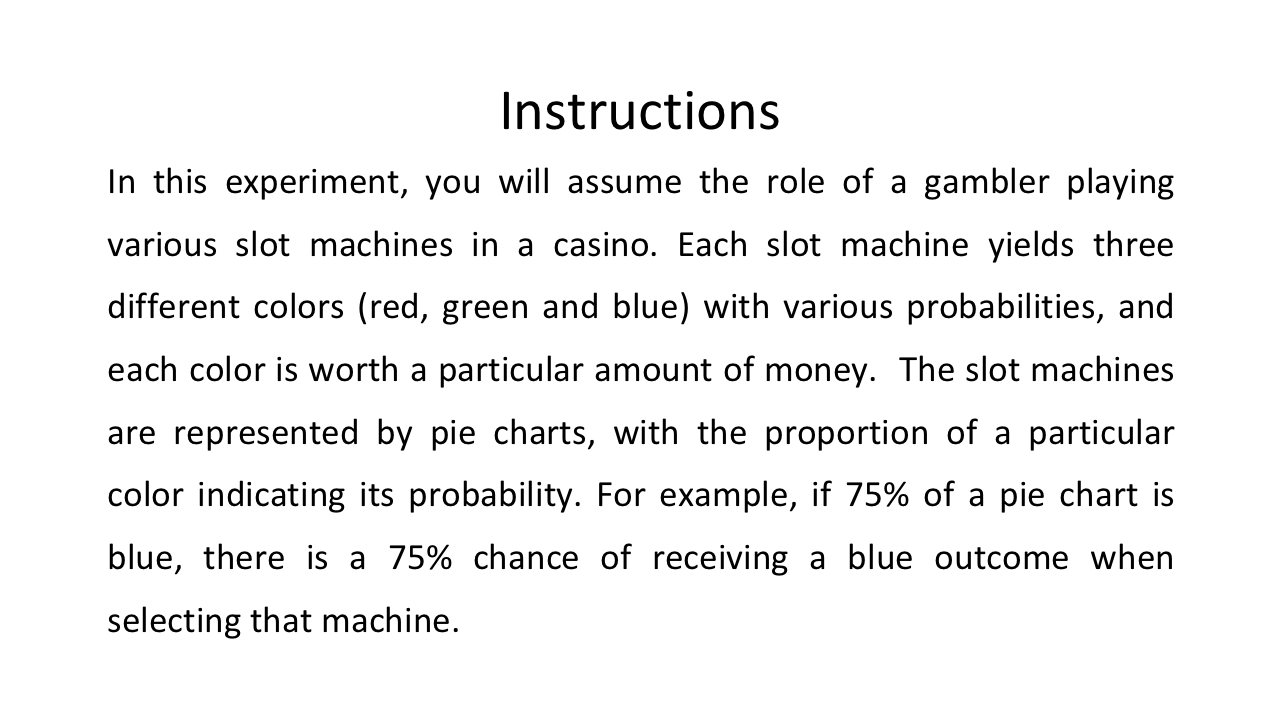 Instructions
In this experiment, you will assume the role of a gambler playing
various slot machines in a casino. Each slot machine yields three
different colors (red, green and blue) with various probabilities, and
each color is worth a particular amount of money.  The slot machines
are represented by pie charts, with the proportion of a particular
color indicating its probability. For example, if 75% of a pie chart is
blue, there is a 75% chance of receiving a blue outcome when
selecting that machine.